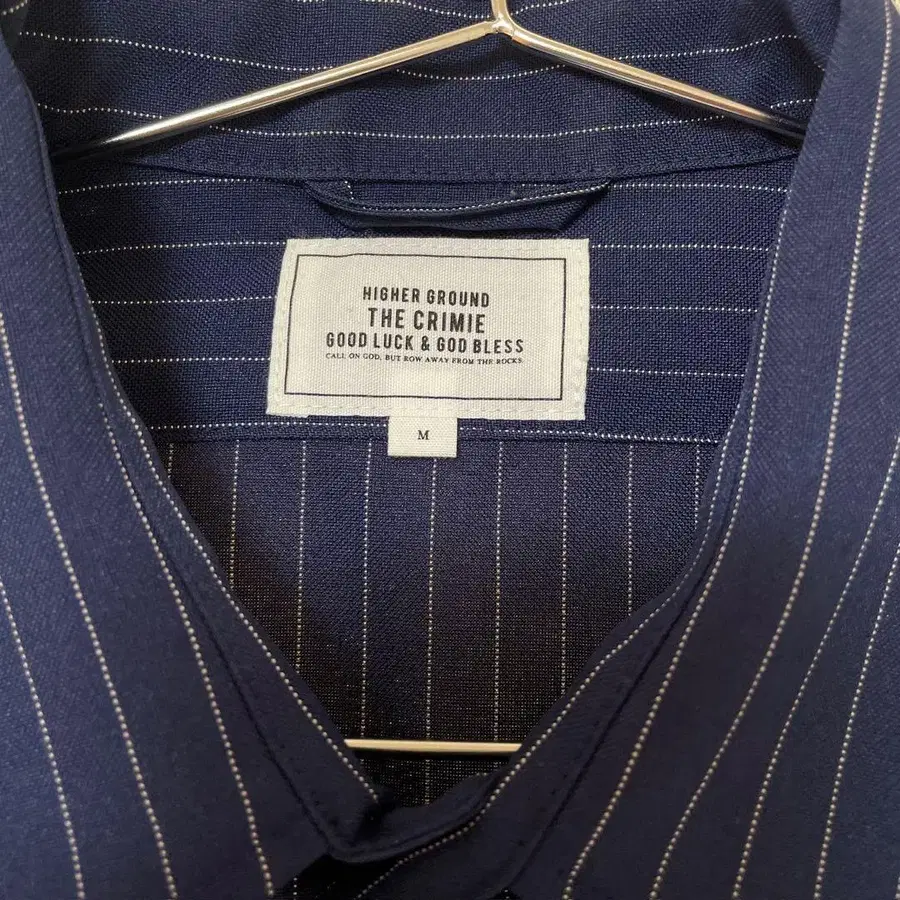 HIGHER GROUND
THE CRIMIE
GOOD LUCK & GOD BLESS
CALL ON GOD, BUT ROW AWAY FROM THE ROCKS.
M